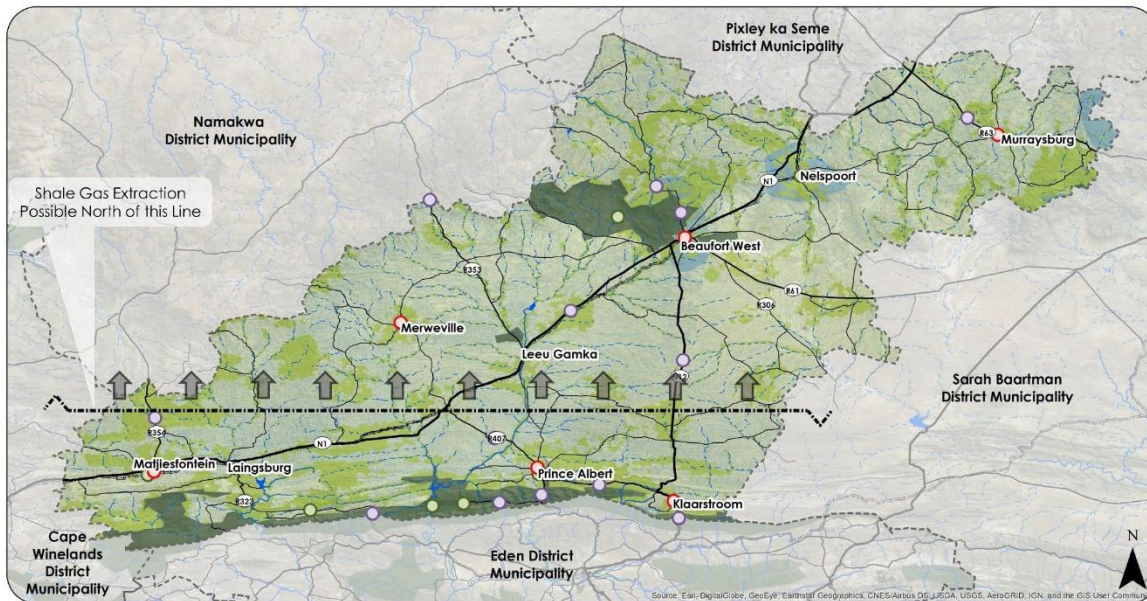 Pixley ka Seme
District Municipality
Namakwa
District Municipality
R63
Murraysburg
Shale Gas Extraction
Possible North of this Line
N1
Nelspoort
Beaufort West
R353
R61
R306
Merweville
Leeu Gamka
Sarah Baartman
District Municipality
R354
N1
R407
Matjiesfontein
Laingsburg
Prince Albert
R323
Klaarstroom
Cape
Winelands
District
Municipality
Eden District
Municipality
N
Source: Esri, DigitalGlobe, GeoEye, Earthstar Geographics, CNES/Airbus DS, USDA, USGS, AeroGRID, IGN, and the GIS User Commun